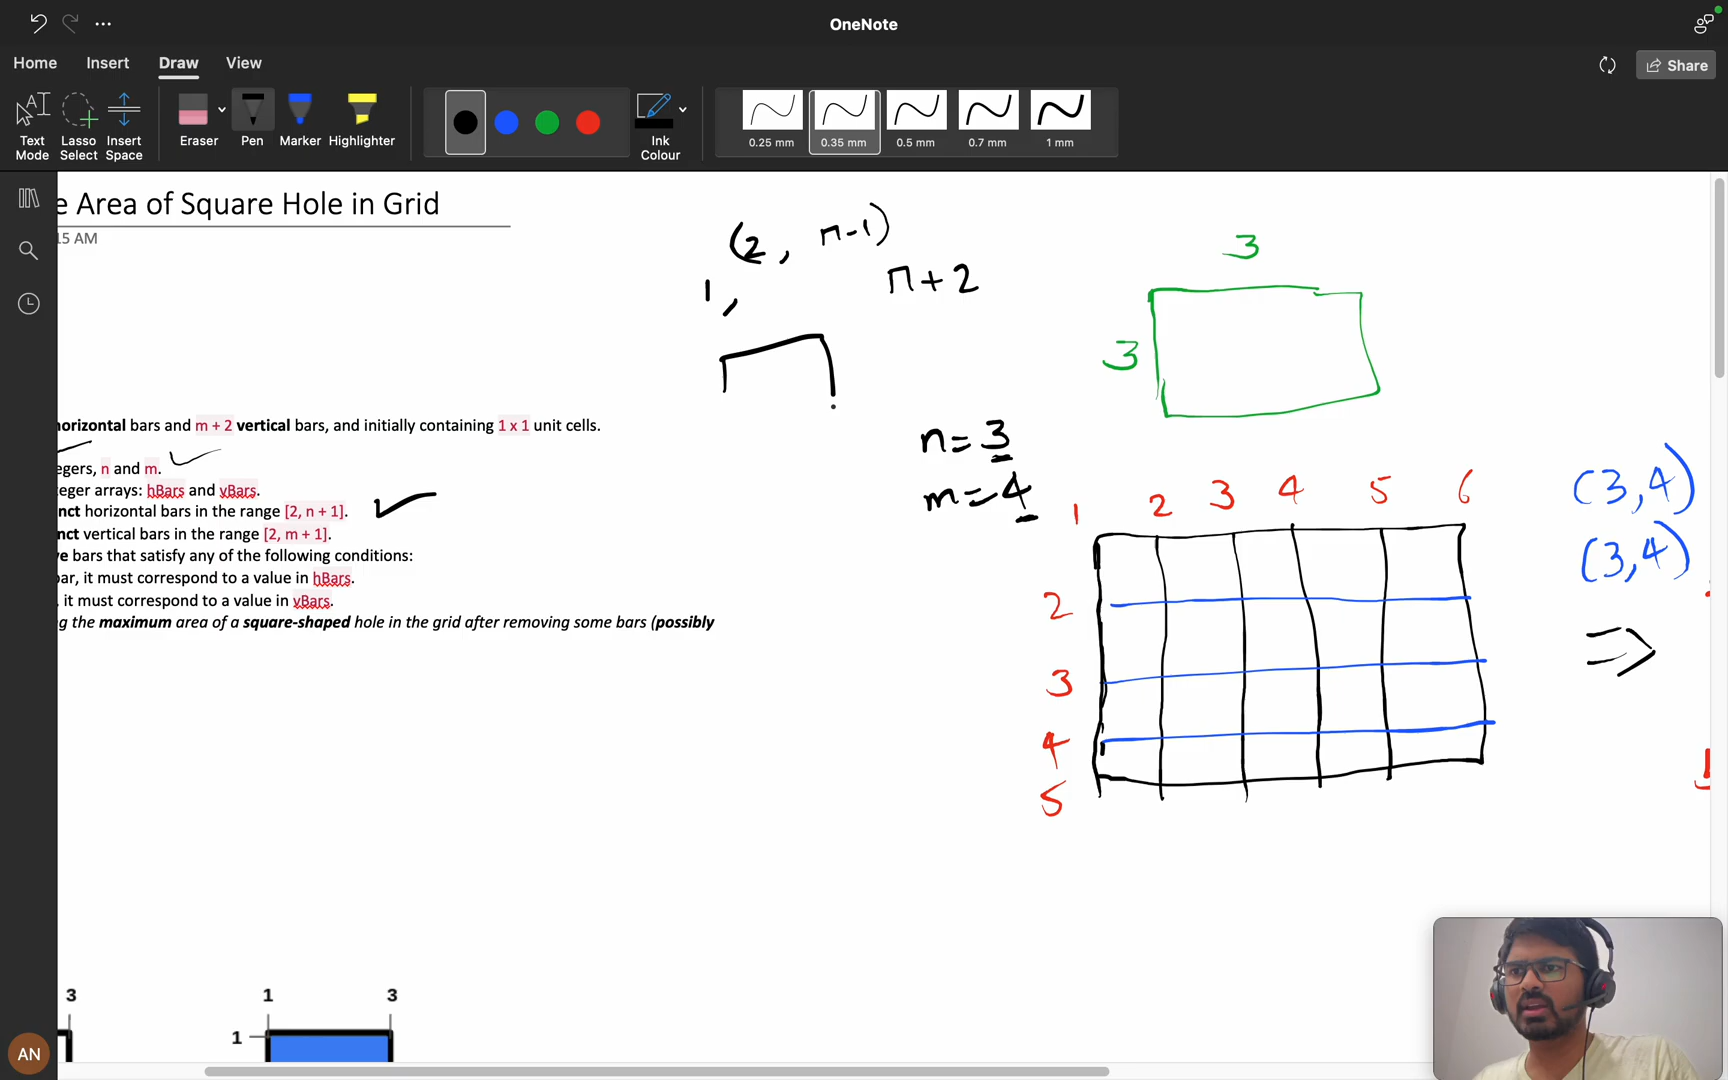 OneNote
Home Insert Draw View
Share
Text Mode
Lasso Select
Insert Space
Eraser
Pen
Marker
Highlighter
Ink Colour
0.25 mm
0.35 mm
0.5 mm
0.7 mm
1 mm
e Area of Square Hole in Grid
15 AM
(2, n-1)
1,
n+2
3
3
orizontal bars and m + 2 vertical bars, and initially containing 1 x 1 unit cells.
egers, n and m.
teger arrays: hBars and vBars.
nct horizontal bars in the range [2, n + 1].
nct vertical bars in the range [2, m + 1].
ve bars that satisfy any of the following conditions:
bar, it must correspond to a value in hBars.
, it must correspond to a value in vBars.
g the maximum area of a square-shaped hole in the grid after removing some bars (possibly
n=3
m=4
1 2 3 4 5 6
2
3
4
5
(3,4)
(3,4)
⇒
3
1 3
1
AN